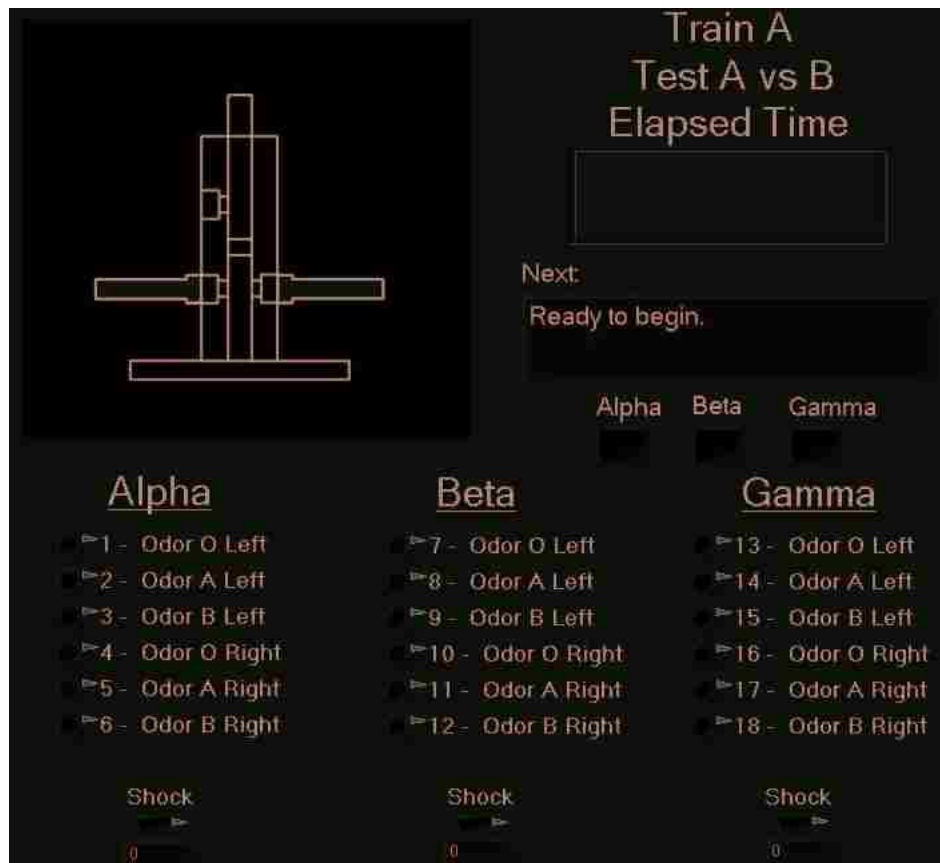 Train A
Test A vs B
Elapsed Time
Next:
Ready to begin.
Alpha Beta Gamma
Alpha Beta Gamma
1 - Odor O Left 7 - Odor O Left 13 - Odor O Left
2 - Odor A Left 8 - Odor A Left 14 - Odor A Left
3 - Odor B Left 9 - Odor B Left 15 - Odor B Left
4 - Odor O Right 10 - Odor O Right 16 - Odor O Right
5 - Odor A Right 11 - Odor A Right 17 - Odor A Right
6 - Odor B Right 12 - Odor B Right 18 - Odor B Right
Shock Shock Shock
0 0 0